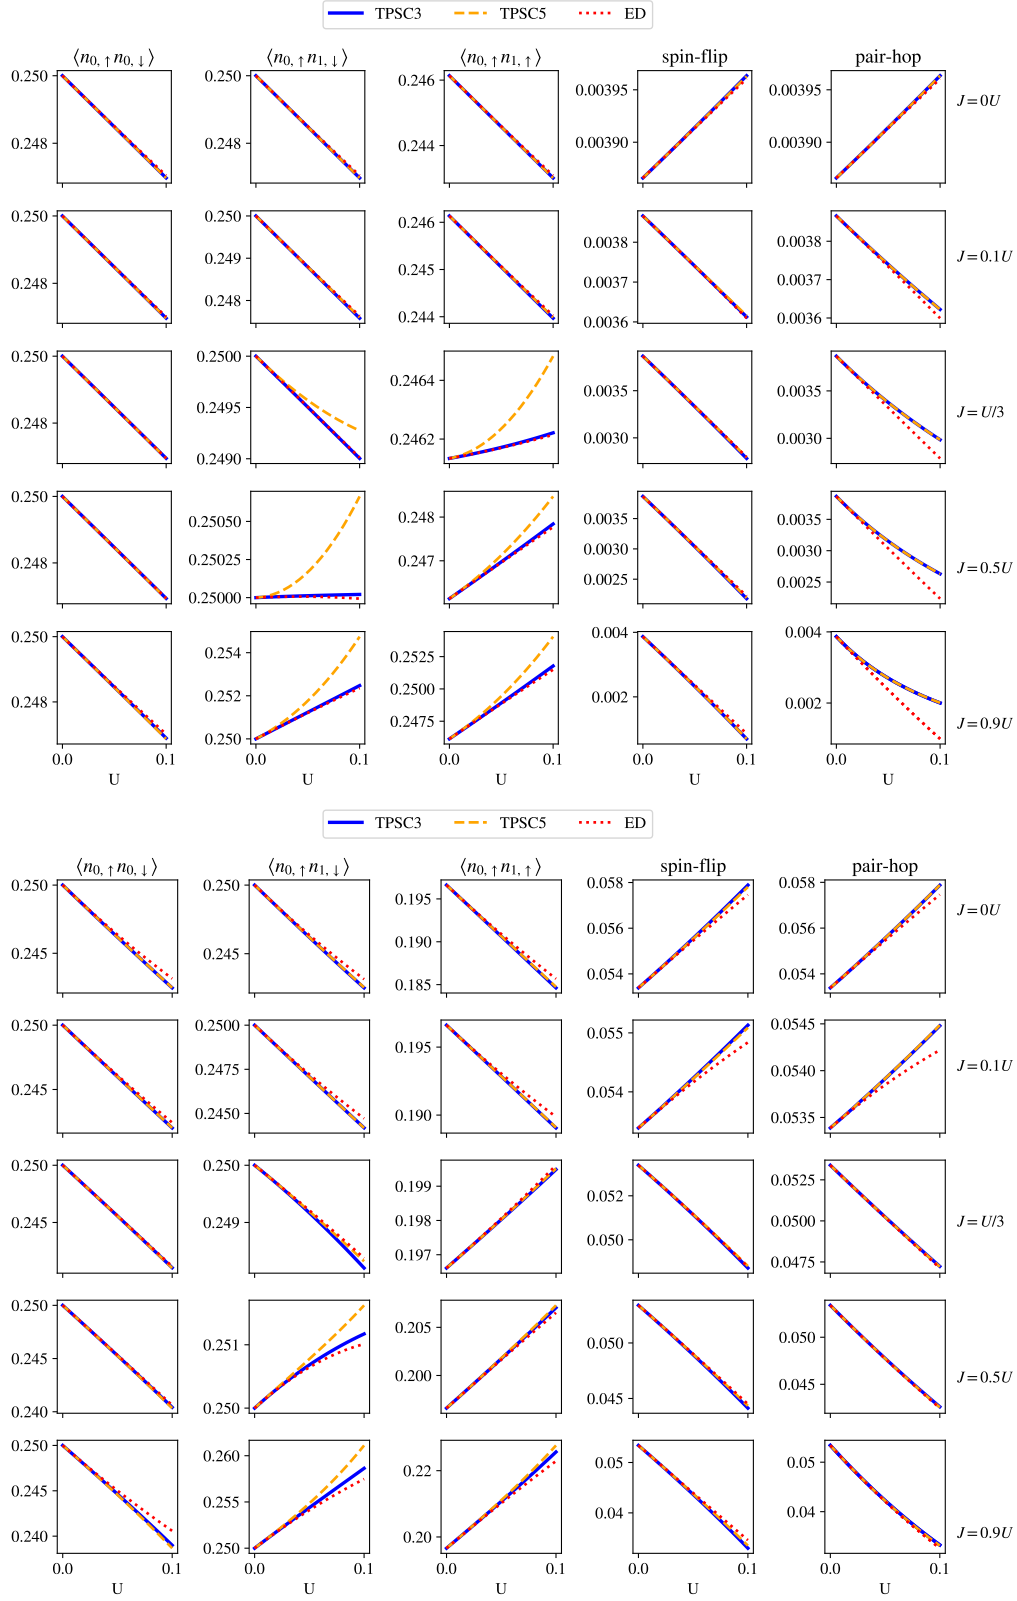 TPSC3 TPSC5 ED
⟨n0,↑n0,↓⟩ ⟨n0,↑n1,↓⟩ ⟨n0,↑n1,↑⟩ spin-flip pair-hop
0.250 0.250 0.246 0.00395 0.00395 J = 0U
0.248 0.248 0.244 0.00390 0.00390
0.250 0.250 0.246 0.0038 0.0038 J = 0.1U
0.249 0.245 0.0037 0.0037
0.248 0.248 0.244 0.0036 0.0036
0.250 0.2500 0.2464 0.0035 0.0035 J = U/3
0.248 0.2495 0.2462 0.0030 0.0030
0.2490
0.250 0.25050 0.248 0.0035 0.0035 J = 0.5U
0.248 0.25025 0.247 0.0030 0.0030
0.25000 0.0025 0.0025
0.250 0.254 0.2525 0.004 0.004 J = 0.9U
0.248 0.252 0.2500 0.002 0.002
0.250 0.2475
0.0 0.1 0.0 0.1 0.0 0.1 0.0 0.1 0.0 0.1
U U U U U
TPSC3 TPSC5 ED
⟨n0,↑n0,↓⟩ ⟨n0,↑n1,↓⟩ ⟨n0,↑n1,↑⟩ spin-flip pair-hop
0.250 0.250 0.195 0.058 0.058 J = 0U
0.245 0.245 0.190 0.056 0.056
0.185 0.054 0.054
0.250 0.2500 0.195 0.055 0.0545 J = 0.1U
0.245 0.2475 0.190 0.054 0.0540
0.2450 0.0535
0.250 0.250 0.199 0.052 0.0525 J = U/3
0.245 0.249 0.198 0.050 0.0500
0.197 0.0475
0.250 0.251 0.205 0.050 0.050 J = 0.5U
0.245 0.250 0.200 0.045 0.045
0.240
0.250 0.260 0.22 0.05 0.05 J = 0.9U
0.245 0.255 0.20 0.04 0.04
0.240 0.250
0.0 0.1 0.0 0.1 0.0 0.1 0.0 0.1 0.0 0.1
U U U U U